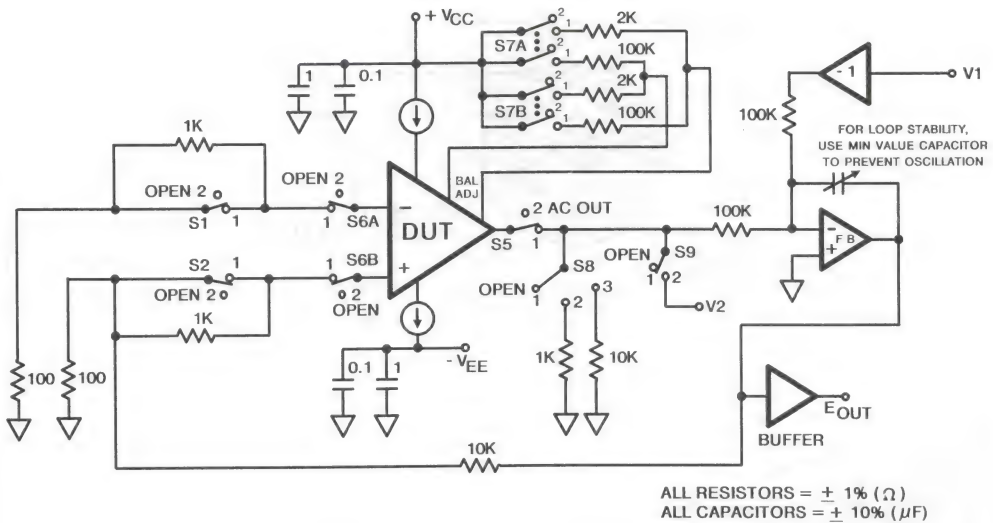 + VCC
S7A
2
1
2K
2
1
100K
S7B
2
1
2K
2
1
100K
- 1
V1
100K
FOR LOOP STABILITY,
USE MIN VALUE CAPACITOR
TO PREVENT OSCILLATION
1
0.1
1K
OPEN 2
S1
1
OPEN 2
1
S6A
BAL
ADJ
−
DUT
+
S5
2 AC OUT
1
100K
−
FB
+
S2
1
OPEN 2
1K
1
S6B
2
OPEN
OPEN
S8
1
2
3
OPEN
S9
1
2
V2
1K
10K
0.1
1
- VEE
100
100
10K
EOUT
BUFFER
ALL RESISTORS = ± 1% (Ω)
ALL CAPACITORS = ± 10% (μF)